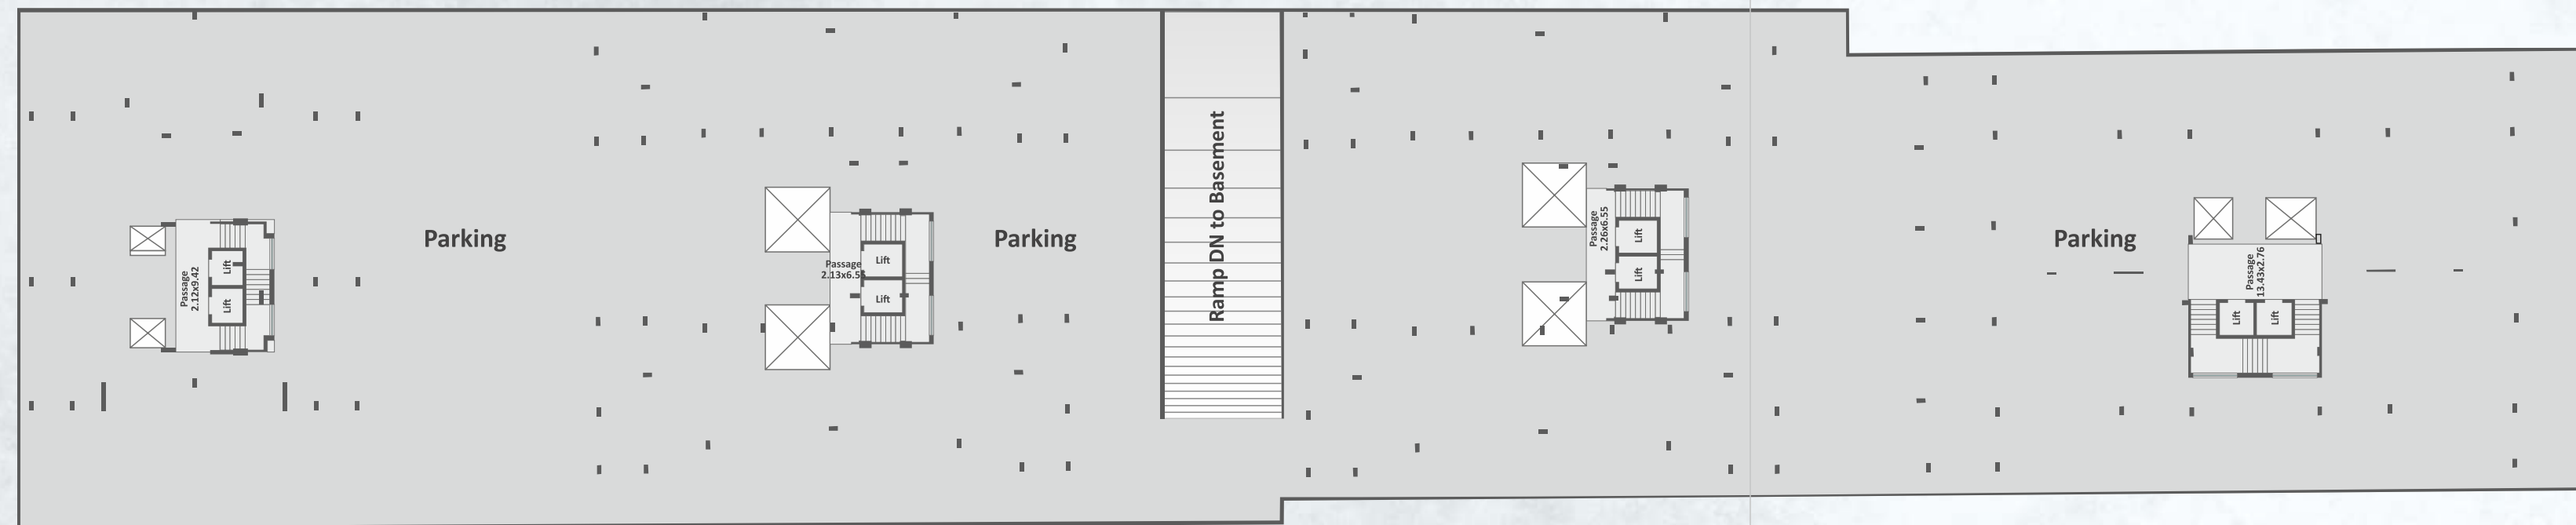 Passage
2.12x9.42
Lift
Lift
Parking
Passage
2.13x6.55
Lift
Lift
Parking
Ramp DN to Basement
Passage
2.26x6.55
Lift
Lift
Parking
Passage
13.43x2.76
Lift
Lift